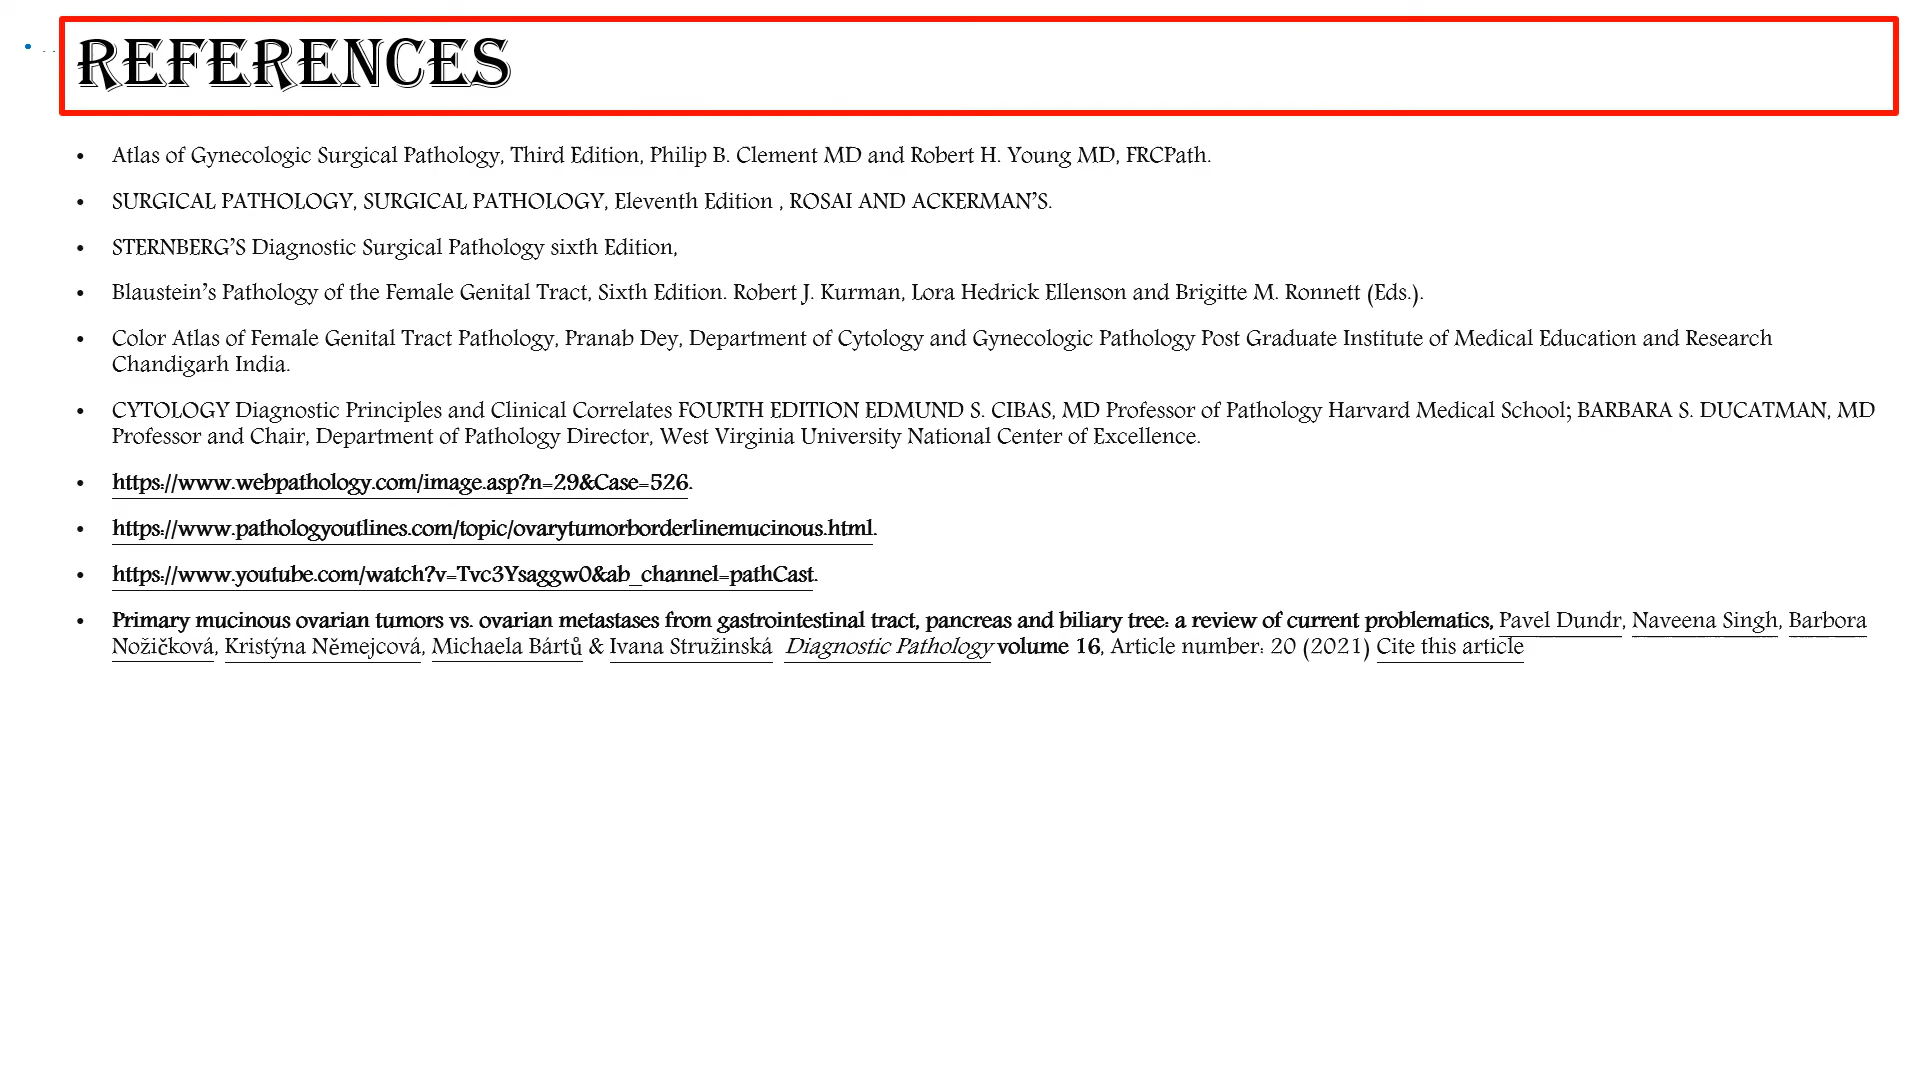 REFERENCES
• Atlas of Gynecologic Surgical Pathology, Third Edition, Philip B. Clement MD and Robert H. Young MD, FRCPath.
• SURGICAL PATHOLOGY, SURGICAL PATHOLOGY, Eleventh Edition , ROSAI AND ACKERMAN’S.
• STERNBERG’S Diagnostic Surgical Pathology sixth Edition,
• Blaustein’s Pathology of the Female Genital Tract, Sixth Edition. Robert J. Kurman, Lora Hedrick Ellenson and Brigitte M. Ronnett (Eds.).
• Color Atlas of Female Genital Tract Pathology, Pranab Dey, Department of Cytology and Gynecologic Pathology Post Graduate Institute of Medical Education and Research
Chandigarh India.
• CYTOLOGY Diagnostic Principles and Clinical Correlates FOURTH EDITION EDMUND S. CIBAS, MD Professor of Pathology Harvard Medical School; BARBARA S. DUCATMAN, MD
Professor and Chair, Department of Pathology Director, West Virginia University National Center of Excellence.
• https://www.webpathology.com/image.asp?n=29&Case=526.
• https://www.pathologyoutlines.com/topic/ovarytumorborderlinemucinous.html.
• https://www.youtube.com/watch?v=Tvc3Ysaggw0&ab_channel=pathCast.
• Primary mucinous ovarian tumors vs. ovarian metastases from gastrointestinal tract, pancreas and biliary tree: a review of current problematics, Pavel Dundr, Naveena Singh, Barbora
Nožičková, Kristýna Němejcová, Michaela Bártů & Ivana Stružinská Diagnostic Pathology volume 16, Article number: 20 (2021) Cite this article